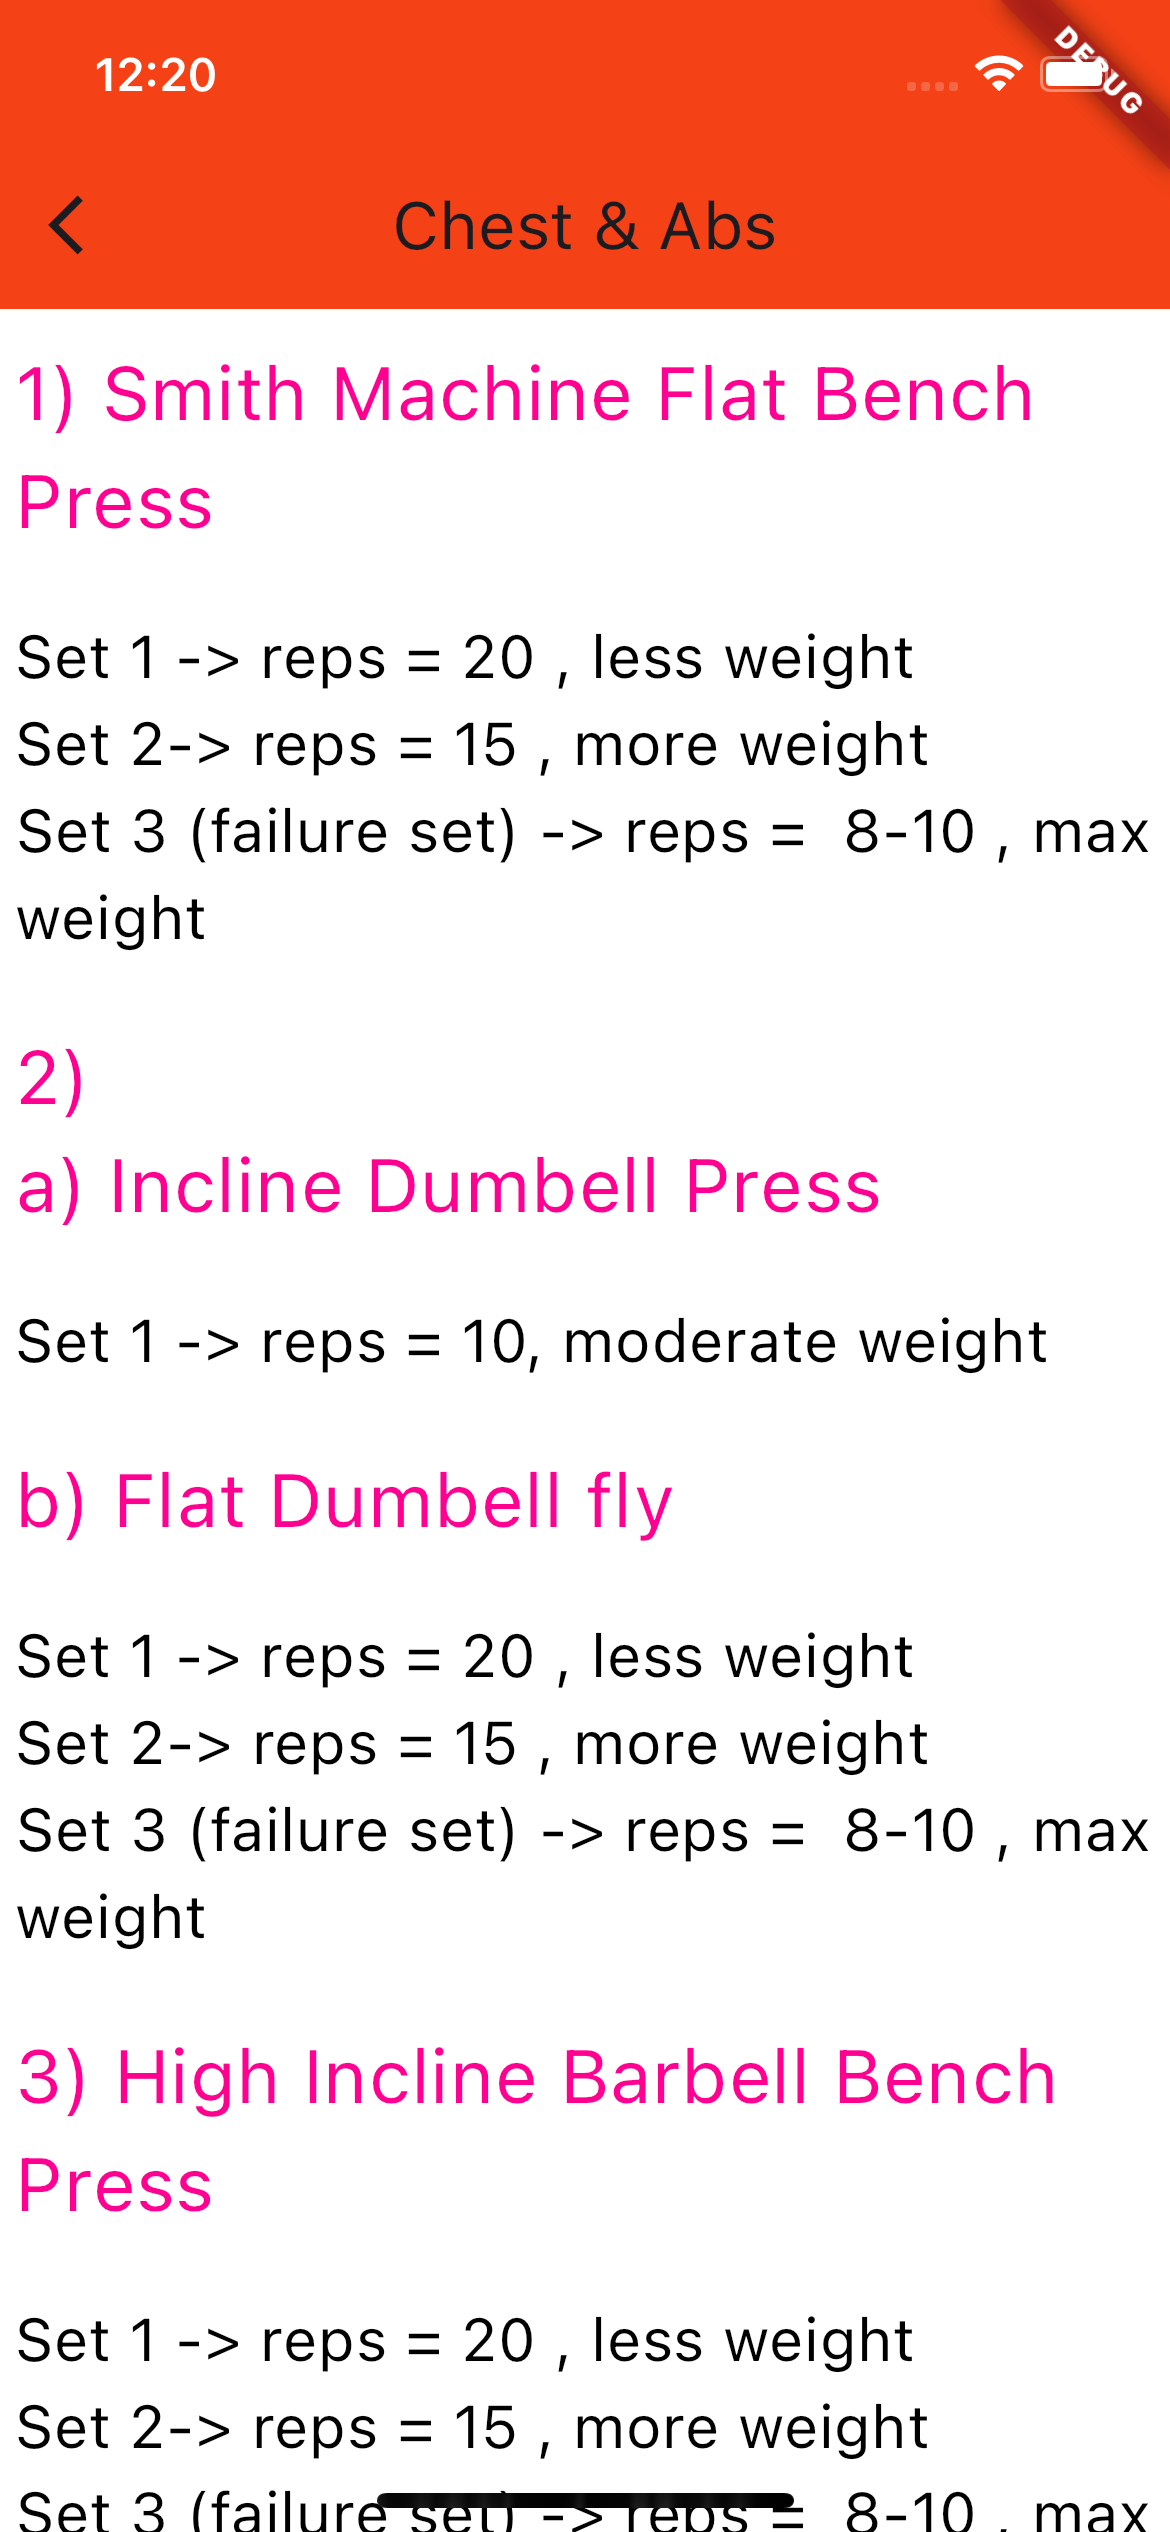 12:20
DEBUG
Chest & Abs
1) Smith Machine Flat Bench
Press
Set 1 -> reps = 20 , less weight
Set 2-> reps = 15 , more weight
Set 3 (failure set) -> reps =  8-10 , max
weight
2)
a) Incline Dumbell Press
Set 1 -> reps = 10, moderate weight
b) Flat Dumbell fly
Set 1 -> reps = 20 , less weight
Set 2-> reps = 15 , more weight
Set 3 (failure set) -> reps =  8-10 , max
weight
3) High Incline Barbell Bench
Press
Set 1 -> reps = 20 , less weight
Set 2-> reps = 15 , more weight
Set 3 (failure set) -> reps =  8-10 , max